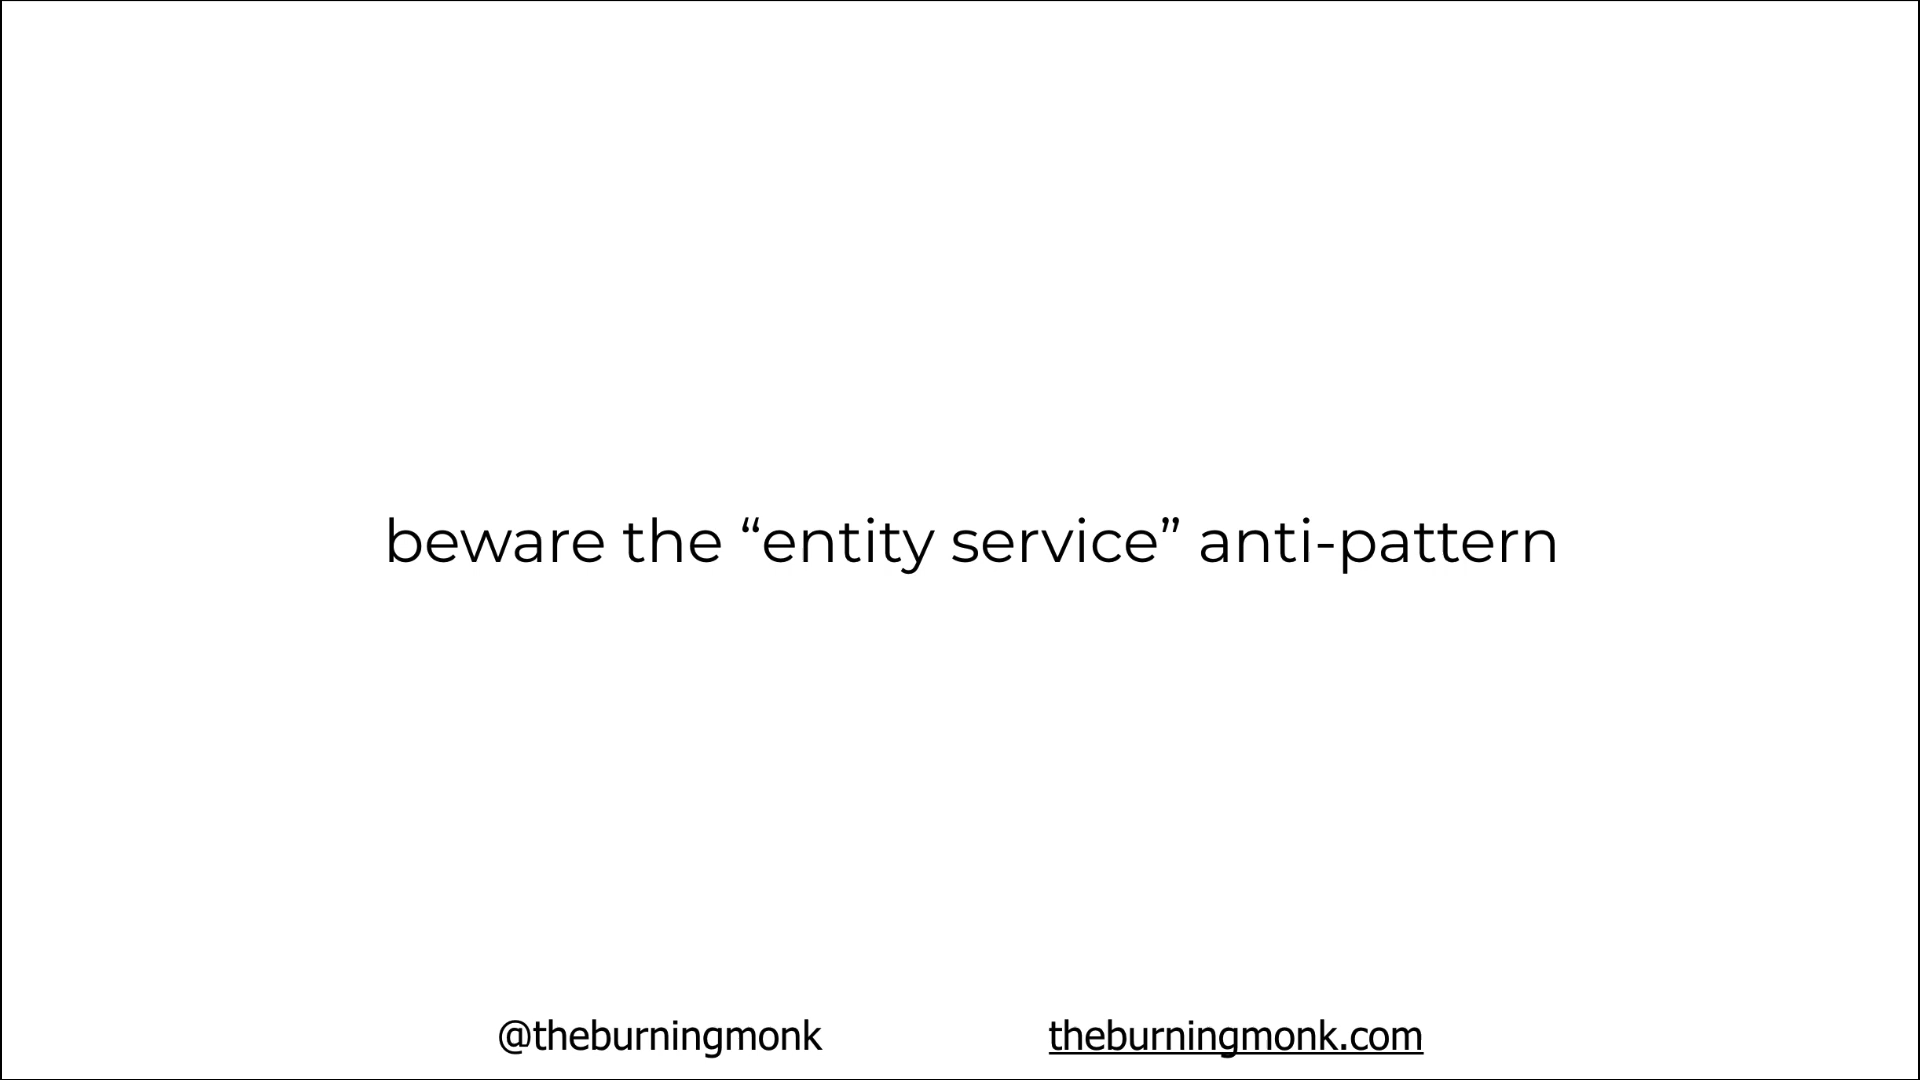 beware the “entity service” anti-pattern
@theburningmonk
theburningmonk.com